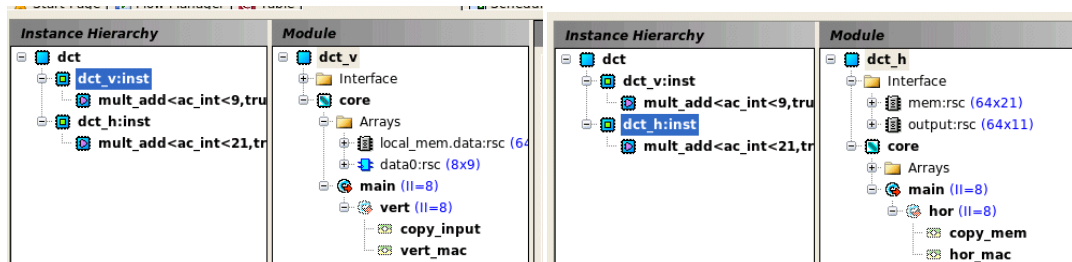 Instance Hierarchy
dct
dct_v:inst
mult_add<ac_int<9,tru
dct_h:inst
mult_add<ac_int<21,tr
Module
dct_v
Interface
core
Arrays
local_mem.data:rsc (64
data0:rsc (8x9)
main (II=8)
vert (II=8)
copy_input
vert_mac
Instance Hierarchy
dct
dct_v:inst
mult_add<ac_int<9,tru
dct_h:inst
mult_add<ac_int<21,tr
Module
dct_h
Interface
mem:rsc (64x21)
output:rsc (64x11)
core
Arrays
main (II=8)
hor (II=8)
copy_mem
hor_mac